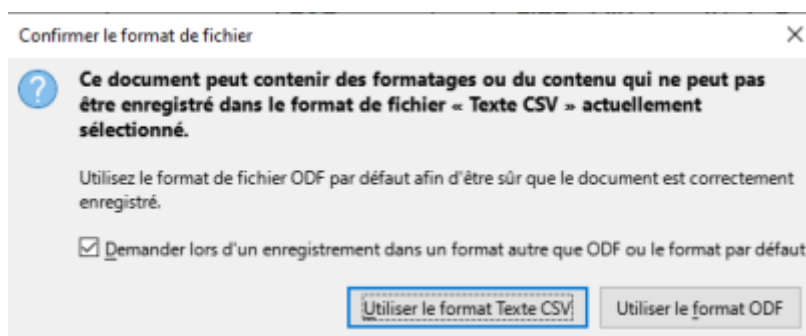 Confirmer le format de fichier
Ce document peut contenir des formatages ou du contenu qui ne peut pas
être enregistré dans le format de fichier « Texte CSV » actuellement
sélectionné.
Utilisez le format de fichier ODF par défaut afin d'être sûr que le document est correctement
enregistré.
Demander lors d'un enregistrement dans un format autre que ODF ou le format par défaut
Utiliser le format Texte CSV
Utiliser le format ODF